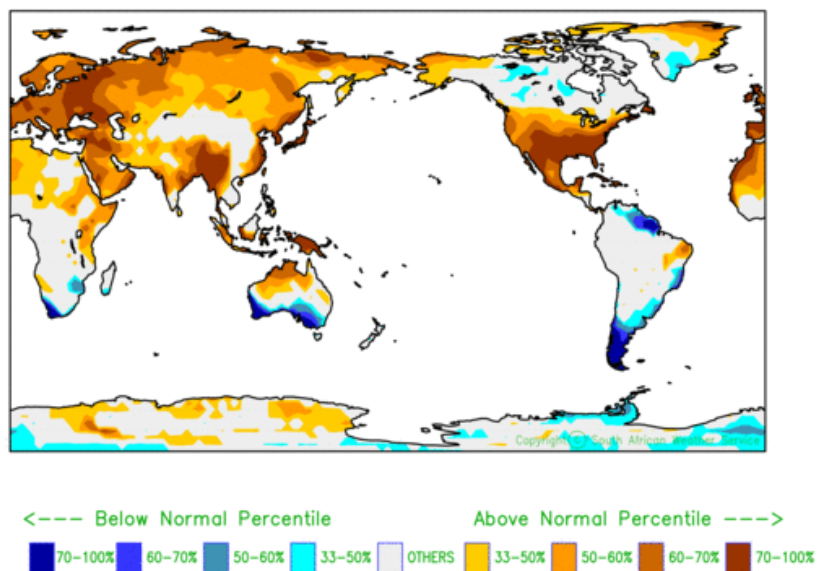 Copyright (C) South African Weather Service
<--- Below Normal Percentile Above Normal Percentile --->
70-100% 60-70% 50-60% 33-50% OTHERS 33-50% 50-60% 60-70% 70-100%